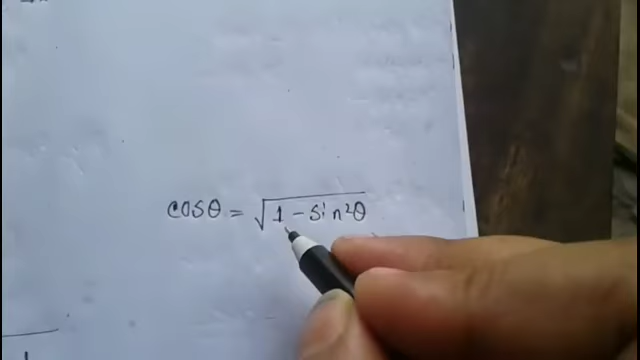 cosθ = √1 - sin²θ